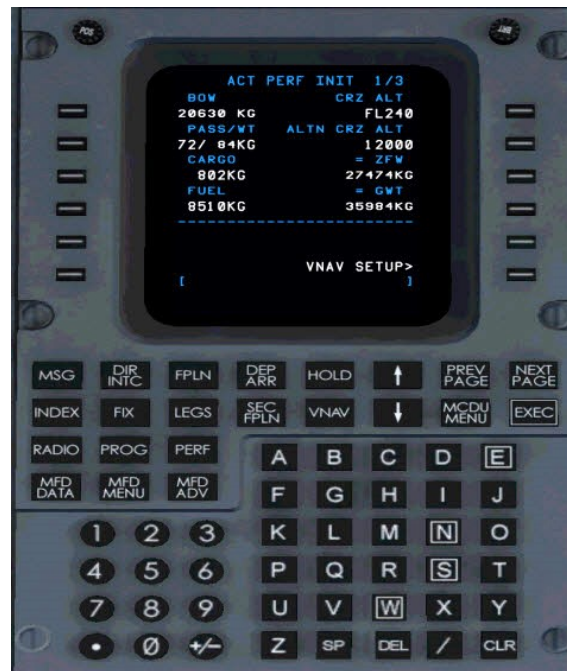 POS
BRT
ACT PERF INIT 1/3
BOW CRZ ALT
20630 KG FL240
PASS/WT ALTN CRZ ALT
72/ 84KG 12000
CARGO = ZFW
802KG 27474KG
FUEL = GWT
8510KG 35984KG
------------------------
VNAV SETUP>
[ ]
MSG DIR INTC FPLN DEP ARR HOLD ↑ PREV PAGE NEXT PAGE
INDEX FIX LEGS SEC FPLN VNAV ↓ MCDU MENU EXEC
RADIO PROG PERF
MFD DATA MFD MENU MFD ADV
A B C D E
F G H I J
1 2 3 K L M N O
4 5 6 P Q R S T
7 8 9 U V W X Y
• Ø +/− Z SP DEL / CLR